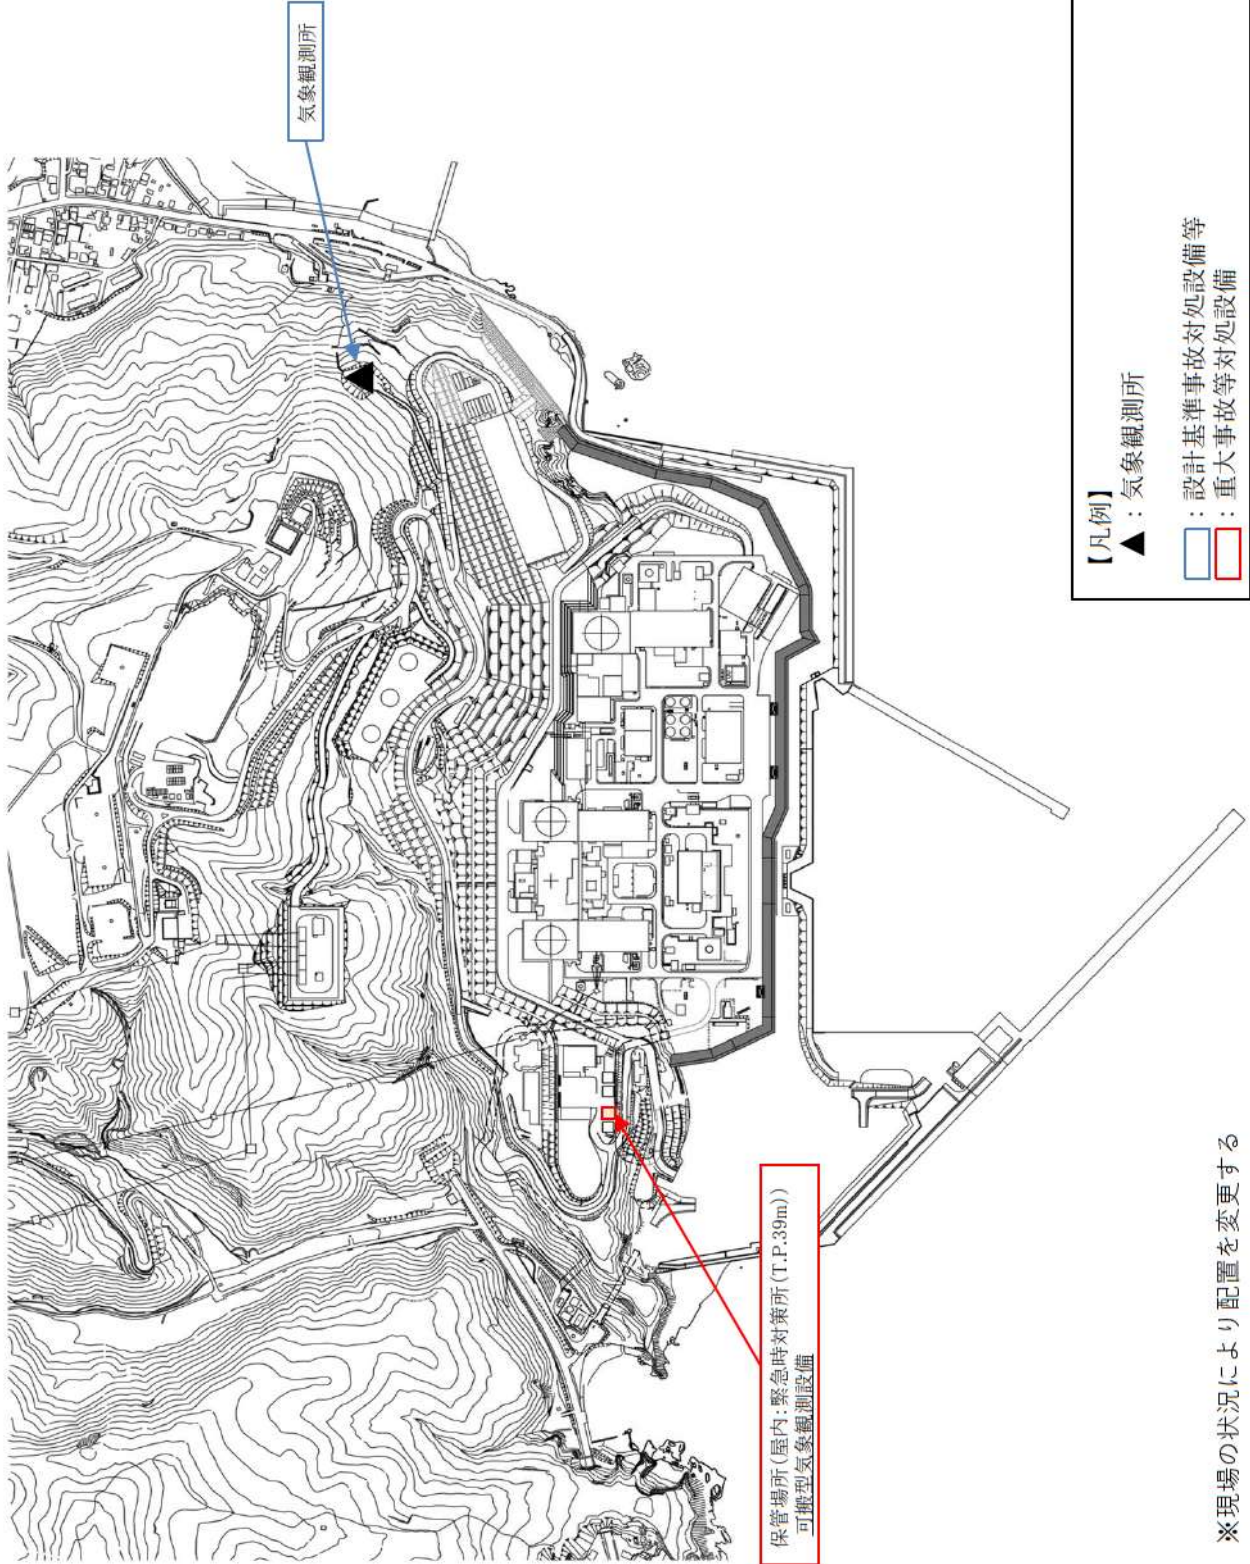 気象観測所
保管場所(屋内:緊急時対策所(T.P.39m))
可搬型気象観測設備
【凡例】
▲:気象観測所
:設計基準事故対処設備等
:重大事故等対処設備
※現場の状況により配置を変更する